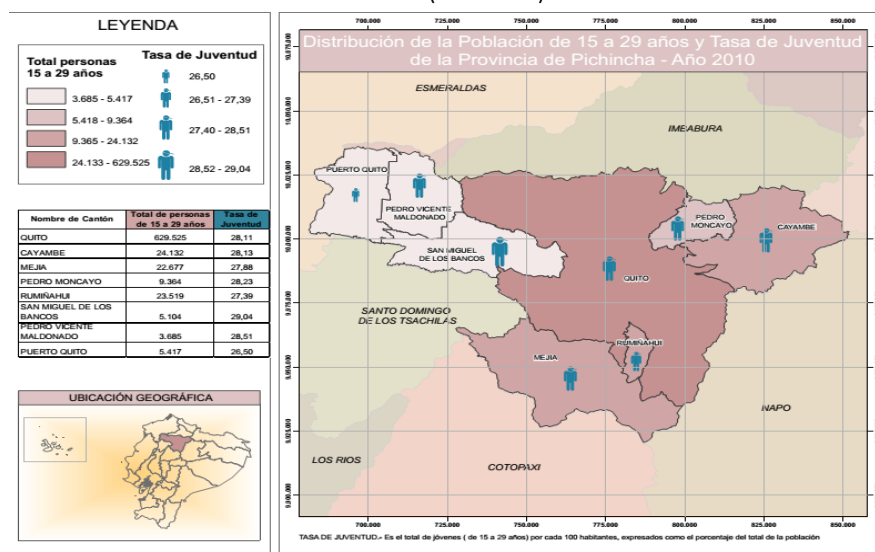 LEYENDA
Total personas
15 a 29 años
3.685 - 5.417
5.418 - 9.364
9.365 - 24.132
24.133 - 629.525
Tasa de Juventud
26,50
26,51 - 27,39
27,40 - 28,51
28,52 - 29,04
Nombre de Cantón Total de personas de 15 a 29 años Tasa de Juventud
QUITO 629.525 28,11
CAYAMBE 24.132 28,13
MEJIA 22.677 27,88
PEDRO MONCAYO 9.364 28,23
RUMIÑAHUI 23.519 27,39
SAN MIGUEL DE LOS
BANCOS 5.104 29,04
PEDRO VICENTE
MALDONADO 3.685 28,51
PUERTO QUITO 5.417 26,50
UBICACIÓN GEOGRÁFICA
700.000 725.000 750.000 775.000 800.000 825.000 850.000
Distribución de la Población de 15 a 29 años y Tasa de Juventud
de la Provincia de Pichincha - Año 2010
ESMERALDAS
IMBABURA
PUERTO QUITO
PEDRO VICENTE
MALDONADO
PEDRO
MONCAYO
CAYAMBE
SAN MIGUEL
DE LOS BANCOS
QUITO
SANTO DOMINGO
DE LOS TSACHILAS
RUMIÑAHUI
MEJIA
NAPO
LOS RIOS
COTOPAXI
700.000 725.000 750.000 775.000 800.000 825.000 850.000
TASA DE JUVENTUD.- Es el total de jóvenes ( de 15 a 29 años) por cada 100 habitantes, expresados como el porcentaje del total de la población